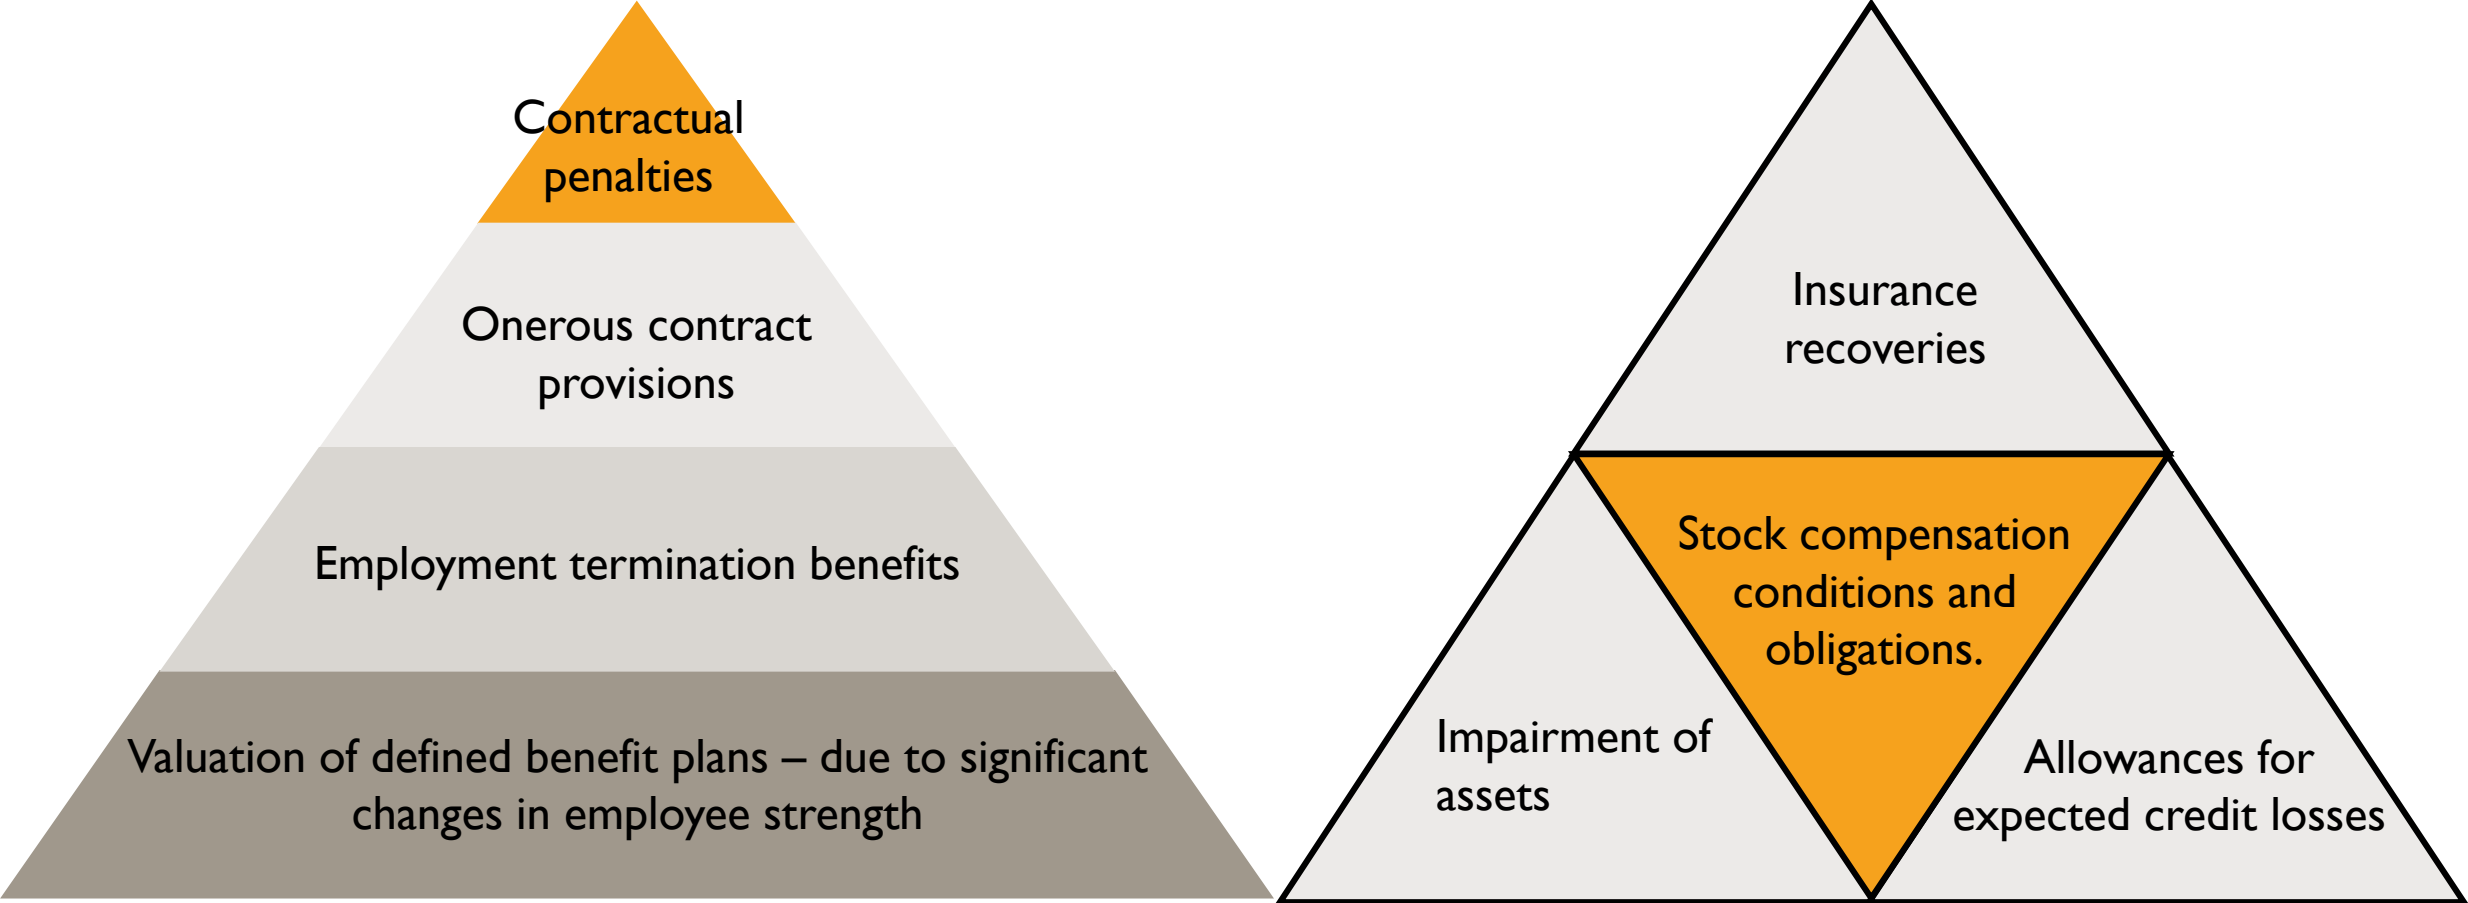 Contractual
penalties
Onerous contract
provisions
Employment termination benefits
Valuation of defined benefit plans – due to significant
changes in employee strength
Insurance
recoveries
Stock compensation
conditions and
obligations.
Impairment of
assets
Allowances for
expected credit losses